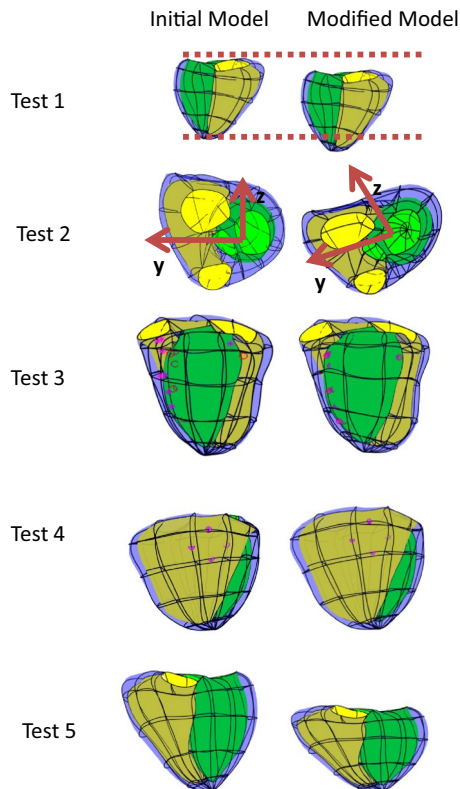 Initial Model Modified Model
Test 1
Test 2
z
y
z
y
Test 3
Test 4
Test 5